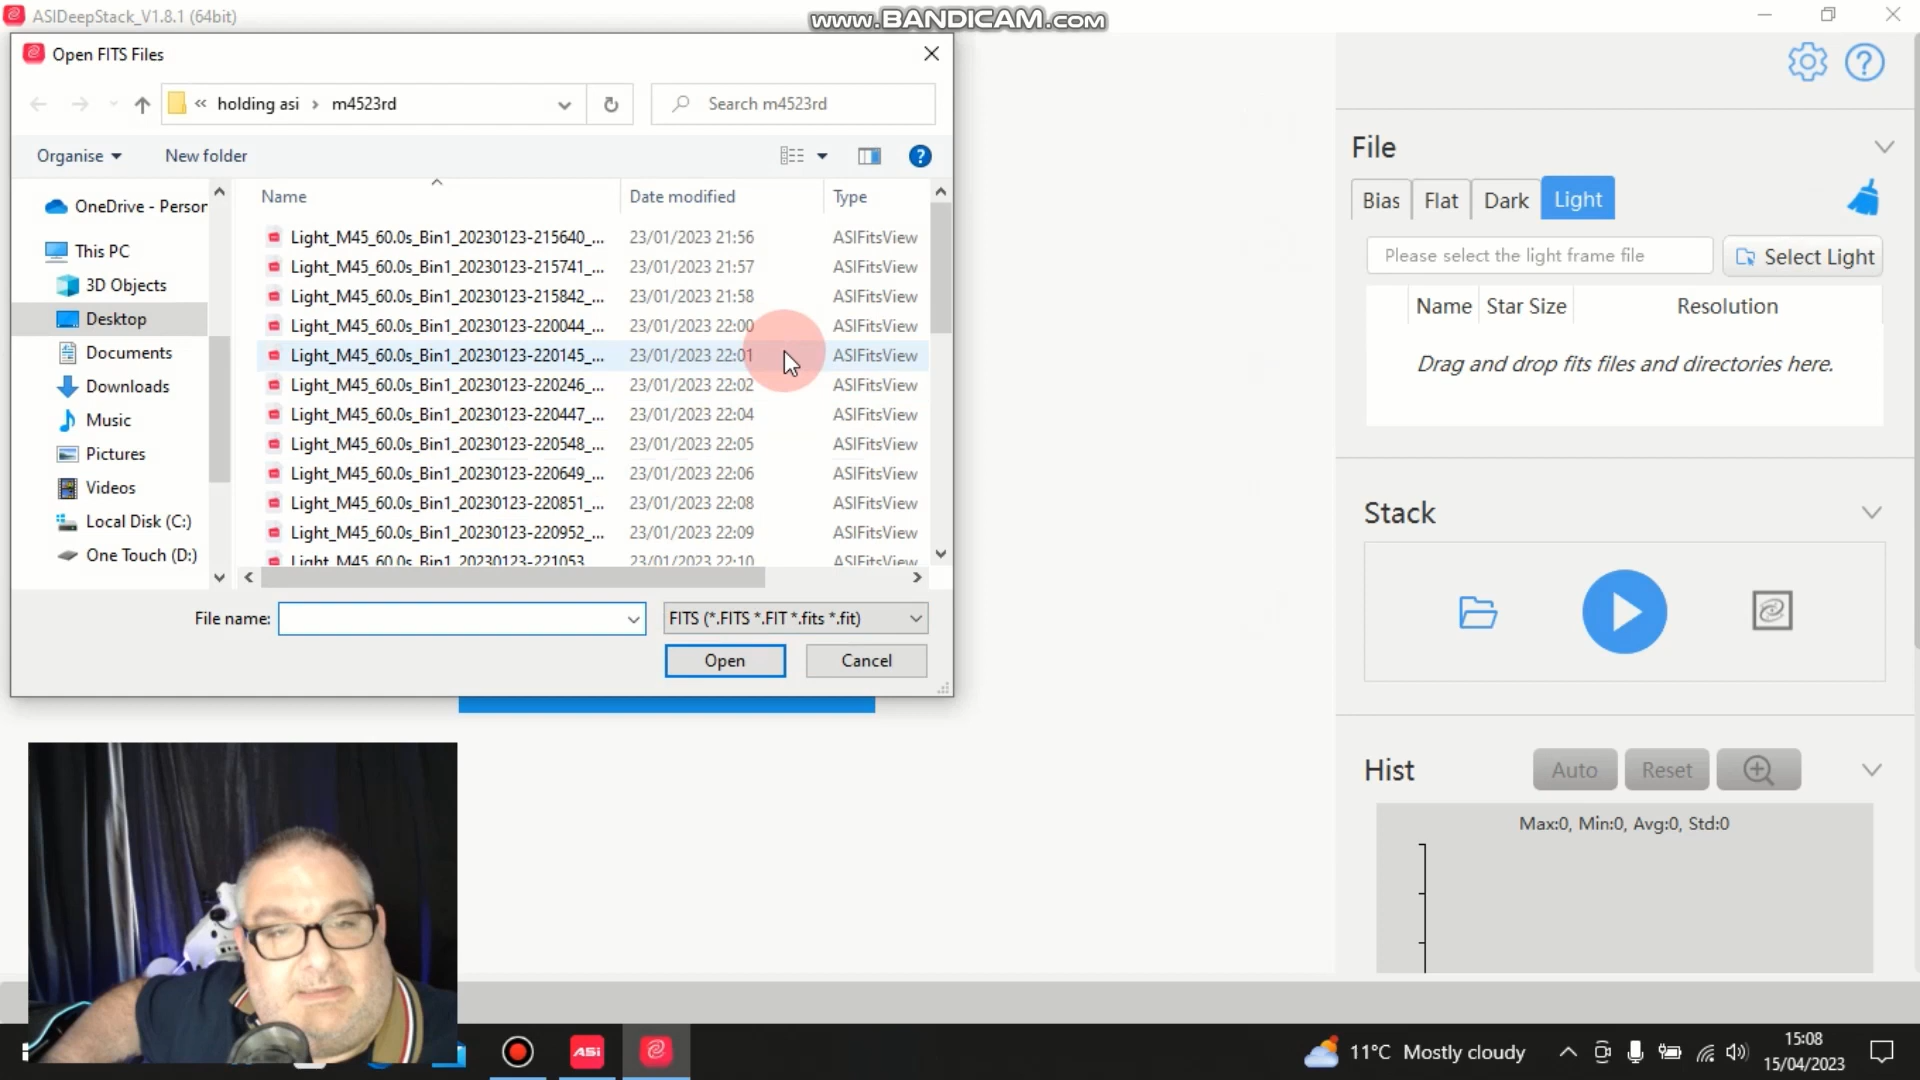 ASIDeepStack_V1.8.1 (64bit)
www.BANDICAM.com
Open FITS Files
« holding asi › m4523rd
Search m4523rd
Organise
New folder
Name
Date modified
Type
OneDrive - Person
This PC
3D Objects
Desktop
Documents
Downloads
Music
Pictures
Videos
Local Disk (C:)
One Touch (D:)
Light_M45_60.0s_Bin1_20230123-215640_... 23/01/2023 21:56 ASIFitsView
Light_M45_60.0s_Bin1_20230123-215741_... 23/01/2023 21:57 ASIFitsView
Light_M45_60.0s_Bin1_20230123-215842_... 23/01/2023 21:58 ASIFitsView
Light_M45_60.0s_Bin1_20230123-220044_... 23/01/2023 22:00 ASIFitsView
Light_M45_60.0s_Bin1_20230123-220145_... 23/01/2023 22:01 ASIFitsView
Light_M45_60.0s_Bin1_20230123-220246_... 23/01/2023 22:02 ASIFitsView
Light_M45_60.0s_Bin1_20230123-220447_... 23/01/2023 22:04 ASIFitsView
Light_M45_60.0s_Bin1_20230123-220548_... 23/01/2023 22:05 ASIFitsView
Light_M45_60.0s_Bin1_20230123-220649_... 23/01/2023 22:06 ASIFitsView
Light_M45_60.0s_Bin1_20230123-220851_... 23/01/2023 22:08 ASIFitsView
Light_M45_60.0s_Bin1_20230123-220952_... 23/01/2023 22:09 ASIFitsView
Light_M45_60.0s_Bin1_20230123-221053 23/01/2023 22:10 ASIFitsView
File name:
FITS (*.FITS *.FIT *.fits *.fit)
Open
Cancel
File
Bias
Flat
Dark
Light
Please select the light frame file
Select Light
Name
Star Size
Resolution
Drag and drop fits files and directories here.
Stack
Hist
Auto
Reset
Max:0, Min:0, Avg:0, Std:0
ASI
11°C Mostly cloudy
15:08
15/04/2023